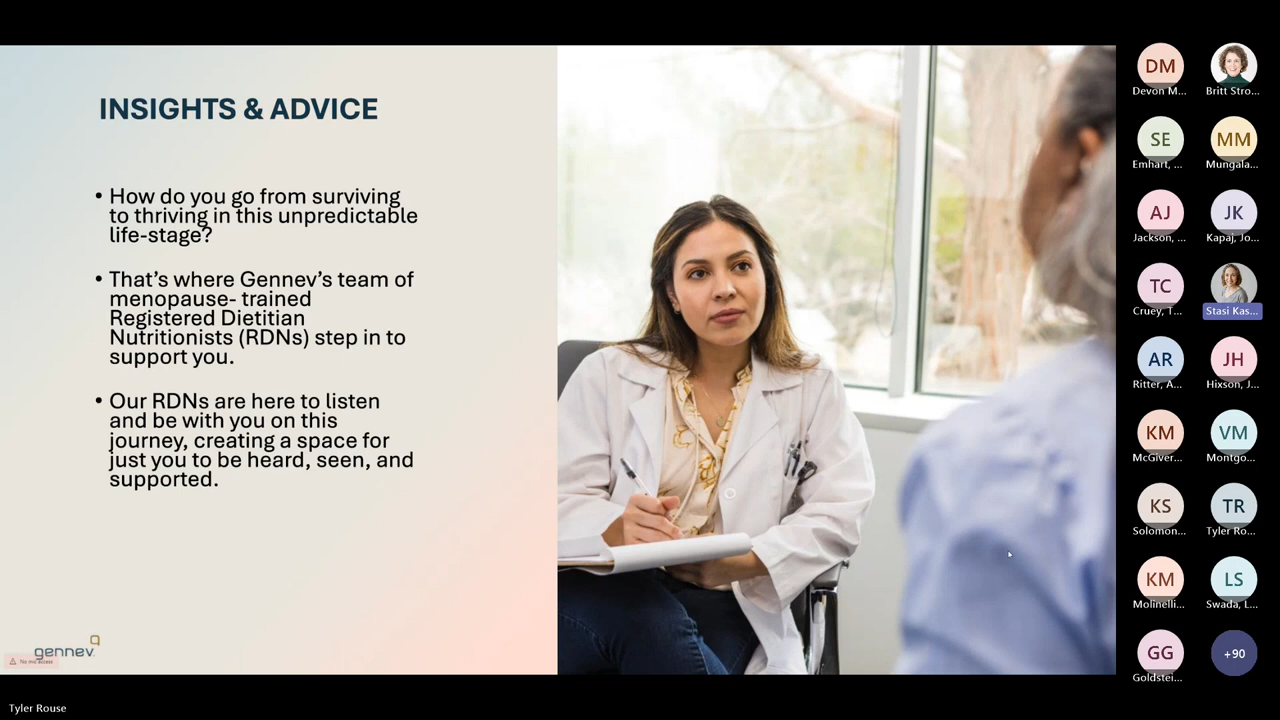 INSIGHTS & ADVICE
• How do you go from surviving
to thriving in this unpredictable
life-stage?
• That’s where Gennev’s team of
menopause- trained
Registered Dietitian
Nutritionists (RDNs) step in to
support you.
• Our RDNs are here to listen
and be with you on this
journey, creating a space for
just you to be heard, seen, and
supported.
gennev
No mic access
Tyler Rouse
DM
Devon M...
Britt Stro...
SE
Emhart, ...
MM
Mungala...
AJ
Jackson, ...
JK
Kapaj, Jo...
TC
Cruey, T...
Stasi Kas...
AR
Ritter, A...
JH
Hixson, J...
KM
McGiver...
VM
Montgo...
KS
Solomon...
TR
Tyler Ro...
KM
Molinelli...
LS
Swada, L...
GG
Goldstei...
+90